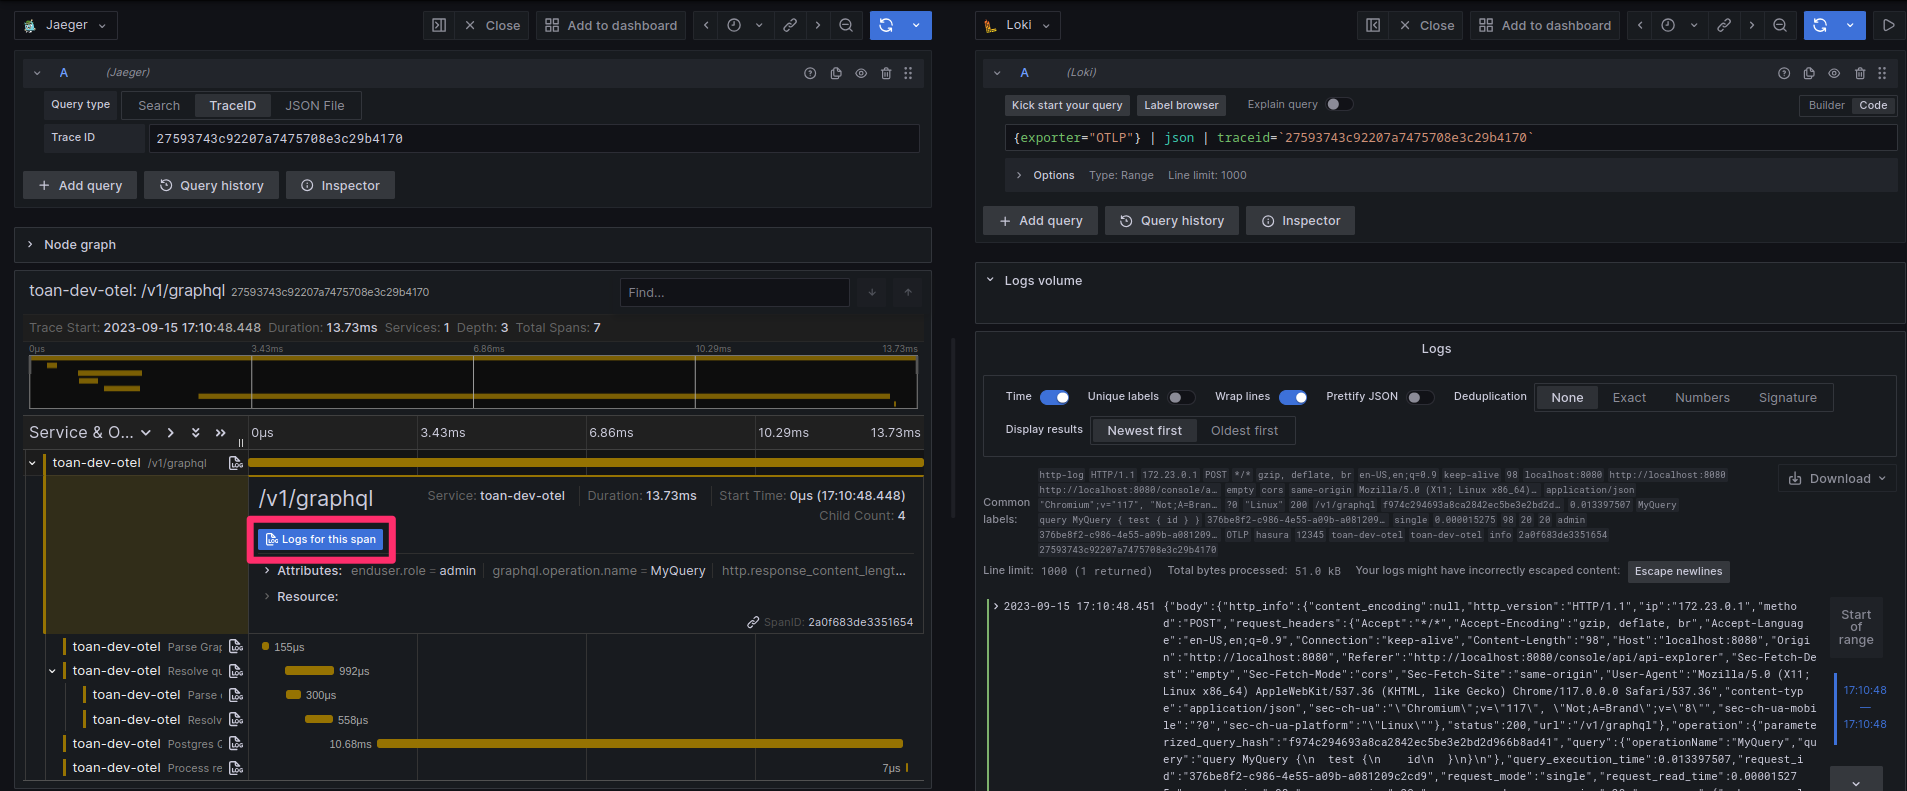 Jaeger
Close
Add to dashboard
A (Jaeger)
Query type Search TraceID JSON File
Trace ID 27593743c92207a7475708e3c29b4170
+ Add query Query history Inspector
Node graph
toan-dev-otel: /v1/graphql 27593743c92207a7475708e3c29b4170
Find...
Trace Start: 2023-09-15 17:10:48.448 Duration: 13.73ms Services: 1 Depth: 3 Total Spans: 7
0μs 3.43ms 6.86ms 10.29ms 13.73ms
Service & O... 0μs 3.43ms 6.86ms 10.29ms 13.73ms
toan-dev-otel /v1/graphql
/v1/graphql Service: toan-dev-otel Duration: 13.73ms Start Time: 0μs (17:10:48.448)
Child Count: 4
Logs for this span
Attributes: enduser.role = admin graphql.operation.name = MyQuery http.response_content_lengt...
Resource:
SpanID: 2a0f683de3351654
toan-dev-otel Parse Grap 155μs
toan-dev-otel Resolve qu 992μs
toan-dev-otel Parse 300μs
toan-dev-otel Resolv 558μs
toan-dev-otel Postgres 10.68ms
toan-dev-otel Process re 7μs
Loki
Close
Add to dashboard
A (Loki)
Kick start your query Label browser Explain query Builder Code
{exporter="OTLP"} | json | traceid=`27593743c92207a7475708e3c29b4170`
Options Type: Range Line limit: 1000
+ Add query Query history Inspector
Logs volume
Logs
Time Unique labels Wrap lines Prettify JSON Deduplication None Exact Numbers Signature
Display results Newest first Oldest first
Common labels:
http-log HTTP/1.1 172.23.0.1 POST */* gzip, deflate, br en-US,en;q=0.9 keep-alive 98 localhost:8080 http://localhost:8080
http://localhost:8080/console/a... empty cors same-origin Mozilla/5.0 (X11; Linux x86_64)... application/json
"Chromium";v="117", "Not;A=Bran... ?0 "Linux" 200 /v1/graphql f974c294693a8ca2842ec5be3e2bd2d... 0.013397507 MyQuery
query MyQuery { test { id } } 376be8f2-c986-4e55-a09b-a081209... single 0.000015275 98 20 20 admin
376be8f2-c986-4e55-a09b-a081209... OTLP hasura 12345 toan-dev-otel toan-dev-otel info 2a0f683de3351654
27593743c92207a7475708e3c29b4170
Download
Line limit: 1000 (1 returned) Total bytes processed: 51.0 kB Your logs might have incorrectly escaped content: Escape newlines
2023-09-15 17:10:48.451 {"body":{"http_info":{"content_encoding":null,"http_version":"HTTP/1.1","ip":"172.23.0.1","metho
d":"POST","request_headers":{"Accept":"*/*","Accept-Encoding":"gzip, deflate, br","Accept-Languag
e":"en-US,en;q=0.9","Connection":"keep-alive","Content-Length":"98","Host":"localhost:8080","Orig
in":"http://localhost:8080","Referer":"http://localhost:8080/console/api/api-explorer","Sec-Fetch-De
st":"empty","Sec-Fetch-Mode":"cors","Sec-Fetch-Site":"same-origin","User-Agent":"Mozilla/5.0 (X11;
Linux x86_64) AppleWebKit/537.36 (KHTML, like Gecko) Chrome/117.0.0.0 Safari/537.36","content-typ
e":"application/json","sec-ch-ua":"\"Chromium\";v=\"117\", \"Not;A=Brand\";v=\"8\"","sec-ch-ua-mobi
le":"?0","sec-ch-ua-platform":"\"Linux\""},"status":200,"url":"/v1/graphql"},"operation":{"paramete
rized_query_hash":"f974c294693a8ca2842ec5be3e2bd2d966b8ad41","query":{"operationName":"MyQuery","qu
ery":"query MyQuery {\n  test {\n    id\n  }\n}\n"},"query_execution_time":0.013397507,"request_i
d":"376be8f2-c986-4e55-a09b-a081209c2cd9","request_mode":"single","request_read_time":0.00001527
Start of range
17:10:48
—
17:10:48